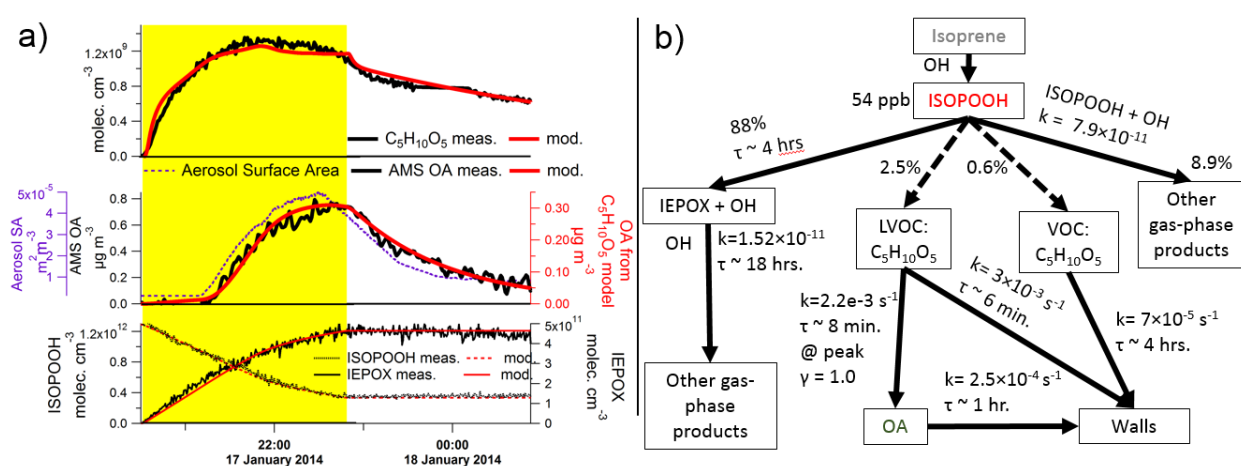 a)
1.2x10⁹
0.8
0.4
0.0
molec. cm⁻³
C₅H₁₀O₅ meas. mod.
Aerosol Surface Area AMS OA meas. mod.
Aerosol SA
m²m⁻³
5x10⁻⁵
4
3
2
1
0
AMS OA
µg m⁻³
0.8
0.6
0.4
0.2
0.0
0.30
0.20
0.10
0.00
OA from
C₅H₁₀O₅ model
µg m⁻³
ISOPOOH
molec. cm⁻³
1.2x10¹²
0.8
0.4
0.0
ISOPOOH meas. mod.
IEPOX meas. mod.
5x10¹¹
4
3
2
1
0
IEPOX
molec. cm⁻³
22:00
00:00
17 January 2014
18 January 2014
b)
Isoprene
OH
54 ppb
ISOPOOH
ISOPOOH + OH
k = 7.9×10⁻¹¹
88%
τ ~ 4 hrs
2.5%
0.6%
8.9%
IEPOX + OH
LVOC:
C₅H₁₀O₅
VOC:
C₅H₁₀O₅
Other
gas-phase
products
OH
k=1.52×10⁻¹¹
τ ~ 18 hrs.
k=2.2e-3 s⁻¹
τ ~ 8 min.
@ peak
γ = 1.0
k= 3×10⁻³ s⁻¹
τ ~ 6 min.
k= 7×10⁻⁵ s⁻¹
τ ~ 4 hrs.
Other gas-
phase
products
k= 2.5×10⁻⁴ s⁻¹
τ ~ 1 hr.
OA
Walls